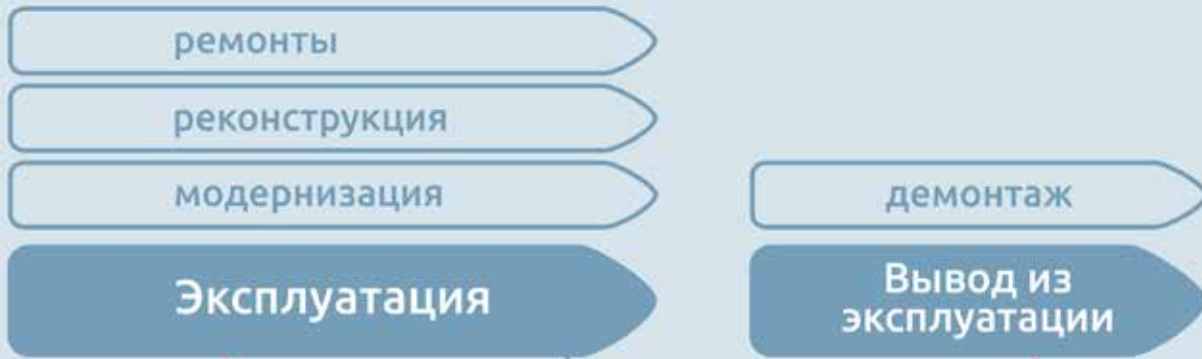 ремонты
реконструкция
модернизация
демонтаж
Эксплуатация
Вывод из
эксплуатации